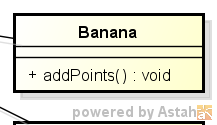 Banana
+ addPoints() : void
powered by Astah